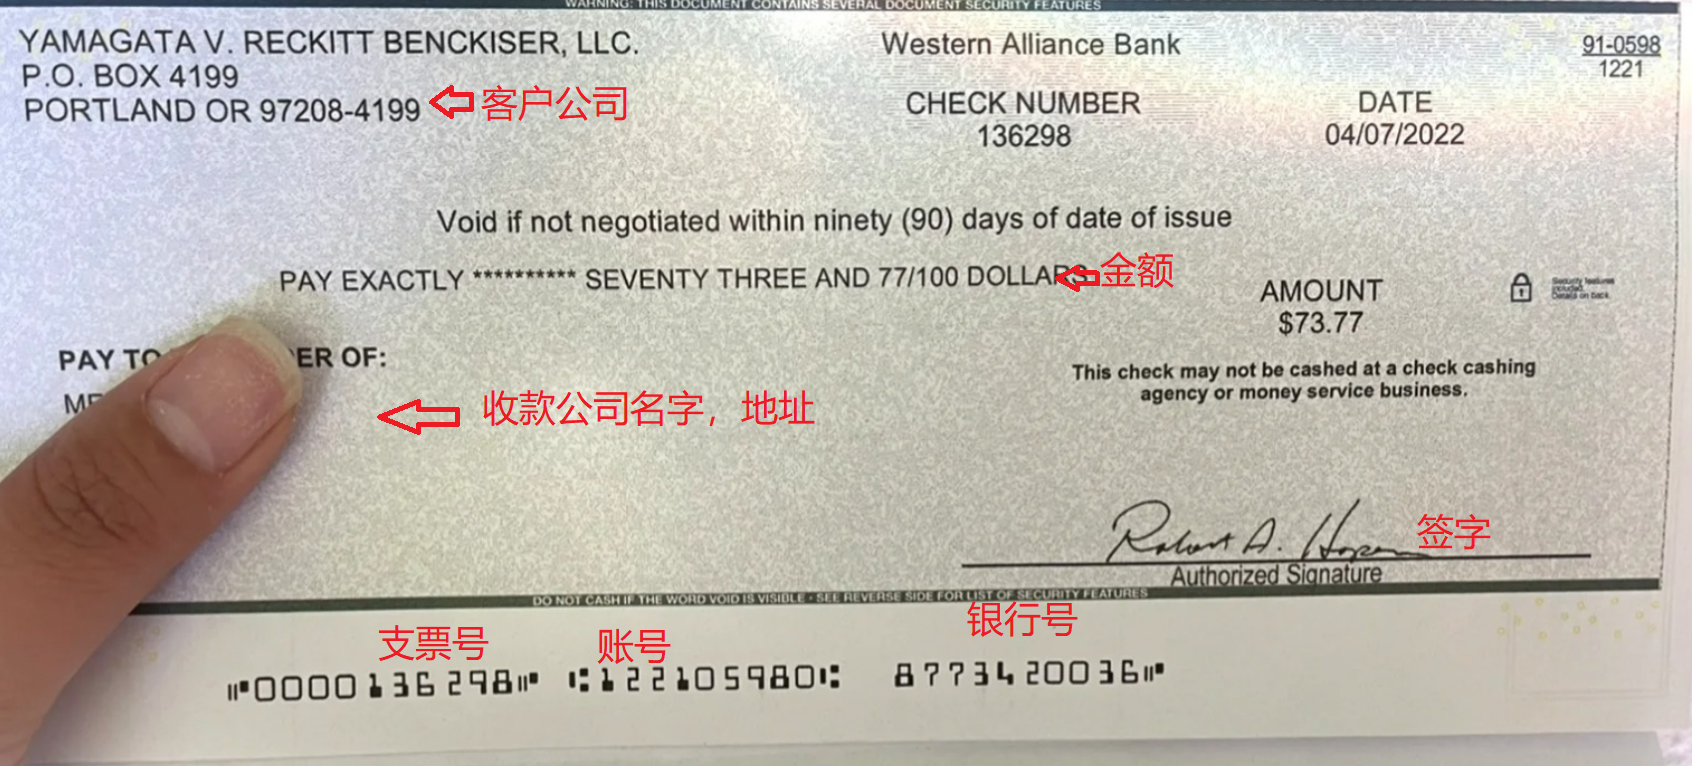 WARNING: THIS DOCUMENT CONTAINS SEVERAL DOCUMENT SECURITY FEATURES
YAMAGATA V. RECKITT BENCKISER, LLC.
P.O. BOX 4199
PORTLAND OR 97208-4199
客户公司
Western Alliance Bank
91-0598
1221
CHECK NUMBER
136298
DATE
04/07/2022
Void if not negotiated within ninety (90) days of date of issue
PAY EXACTLY ********** SEVENTY THREE AND 77/100 DOLLARS
金额
AMOUNT
$73.77
Security features
included.
Details on back.
PAY TO ER OF:
收款公司名字，地址
This check may not be cashed at a check cashing
agency or money service business.
签字
Authorized Signature
DO NOT CASH IF THE WORD VOID IS VISIBLE - SEE REVERSE SIDE FOR LIST OF SECURITY FEATURES
支票号
账号
银行号
⑈0000136298⑈ ⑆122105980⑆ 8773420036⑈